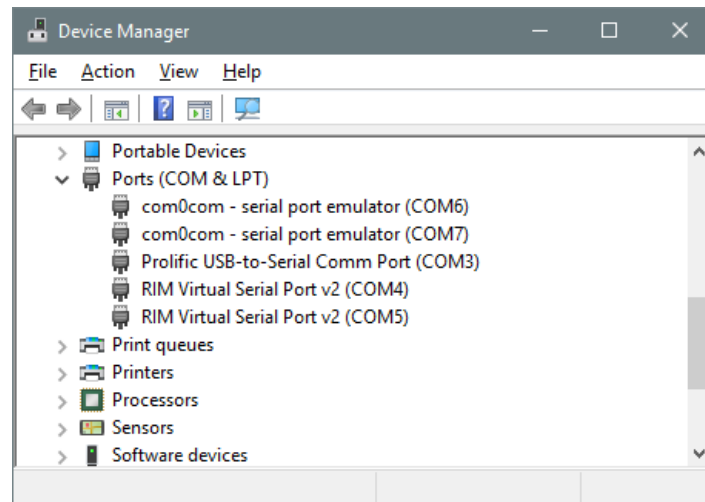 Device Manager
File Action View Help
Portable Devices
Ports (COM & LPT)
com0com - serial port emulator (COM6)
com0com - serial port emulator (COM7)
Prolific USB-to-Serial Comm Port (COM3)
RIM Virtual Serial Port v2 (COM4)
RIM Virtual Serial Port v2 (COM5)
Print queues
Printers
Processors
Sensors
Software devices